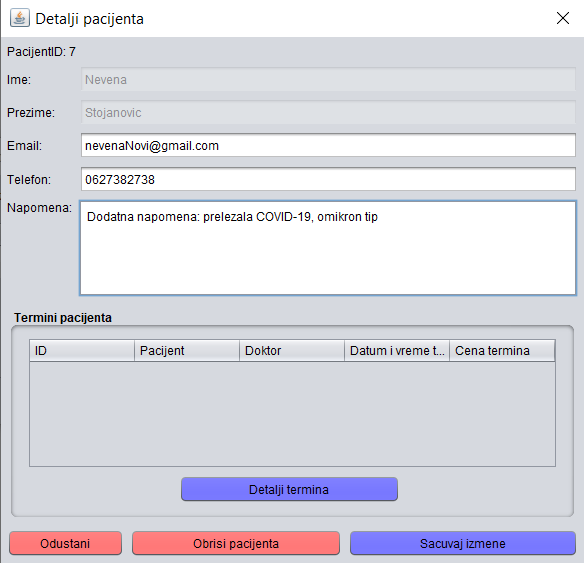 Detalji pacijenta
PacijentID: 7
Ime: Nevena
Prezime: Stojanovic
Email: nevenaNovi@gmail.com
Telefon: 0627382738
Napomena: Dodatna napomena: prelezala COVID-19, omikron tip
Termini pacijenta
ID Pacijent Doktor Datum i vreme t... Cena termina
Detalji termina
Odustani Obrisi pacijenta Sacuvaj izmene